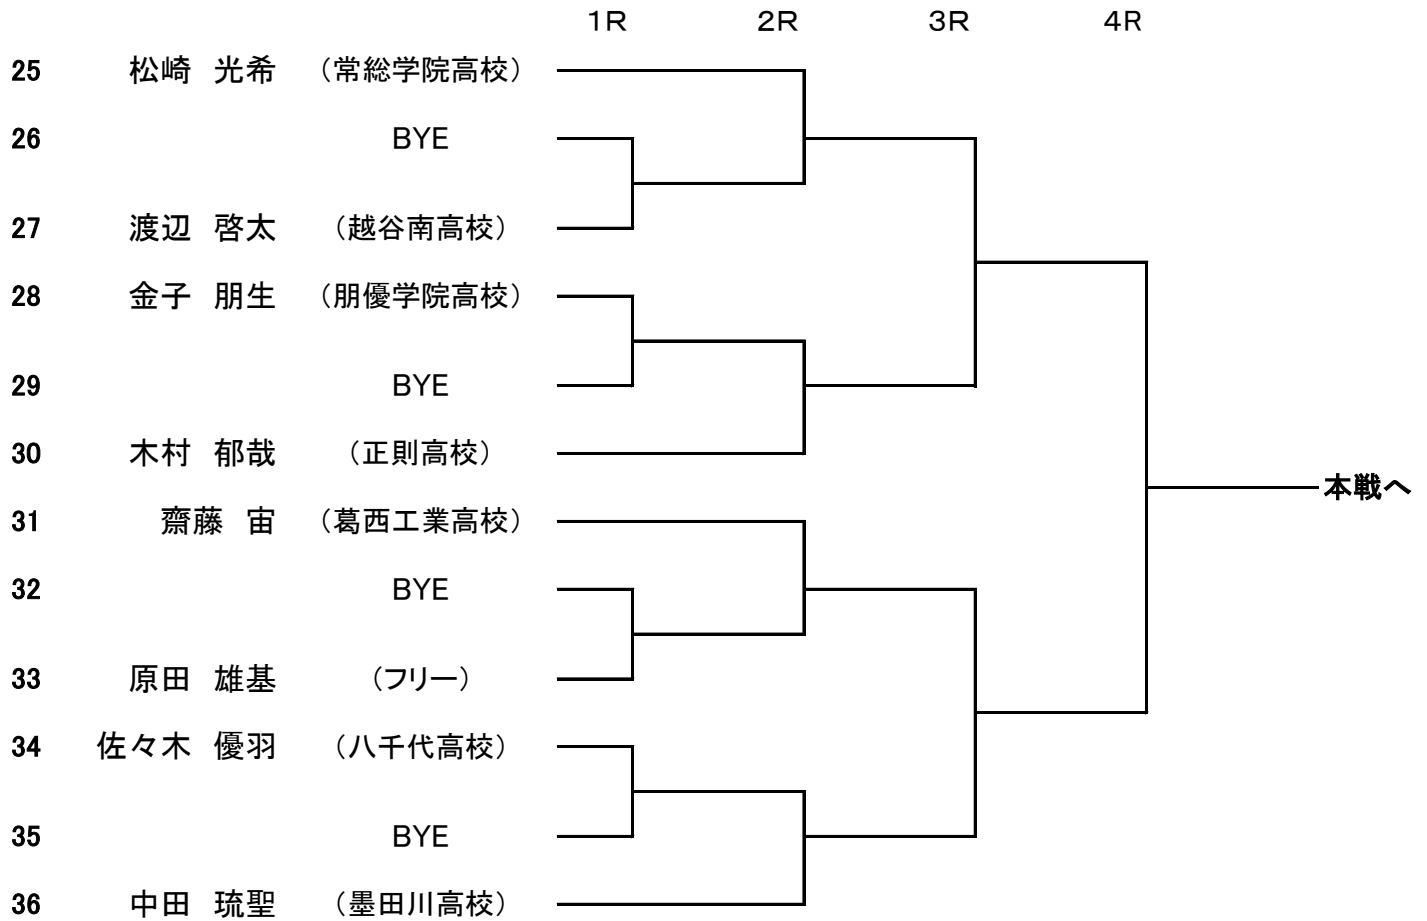 1R 2R 3R 4R
25 松崎 光希 （常総学院高校）
26 BYE
27 渡辺 啓太 （越谷南高校）
28 金子 朋生 （朋優学院高校）
29 BYE
30 木村 郁哉 （正則高校）
本戦へ
31 齋藤 宙 （葛西工業高校）
32 BYE
33 原田 雄基 （フリー）
34 佐々木 優羽 （八千代高校）
35 BYE
36 中田 琉聖 （墨田川高校）